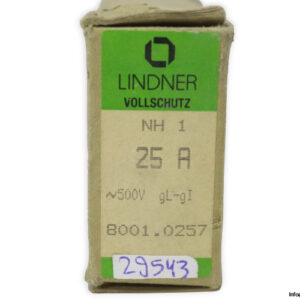 LINDNER
VOLLSCHUTZ
NH 1
25 A
~500V gL-gI
8001.0257
29543